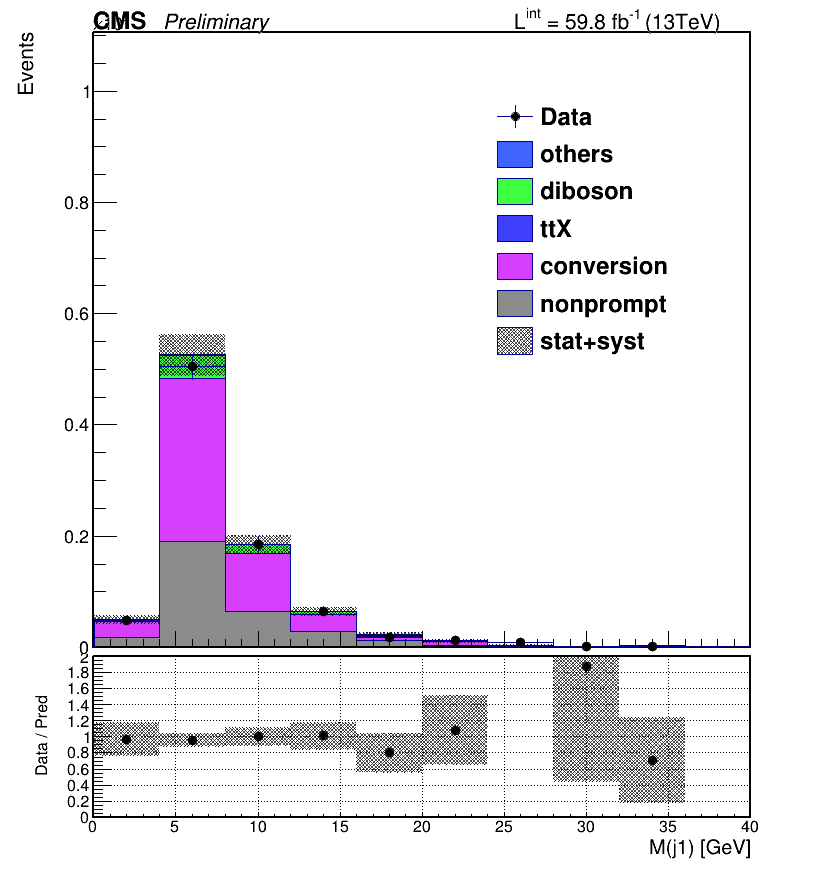 CMS Preliminary L^int = 59.8 fb^-1 (13TeV)
Events
1
0.8
0.6
0.4
0.2
0
Data
others
diboson
ttX
conversion
nonprompt
stat+syst
Data / Pred
2
1.8
1.6
1.4
1.2
1
0.8
0.6
0.4
0.2
0
0 5 10 15 20 25 30 35 40
M(j1) [GeV]